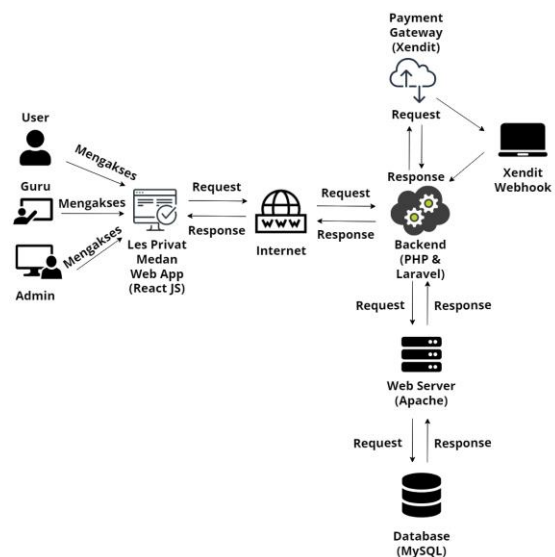 Payment
Gateway
(Xendit)
Request
Response
Xendit
Webhook
User
Mengakses
Guru
Mengakses
Mengakses
Admin
Les Privat
Medan
Web App
(React JS)
Request
Response
WWW
Internet
Request
Response
Backend
(PHP &
Laravel)
Request
Response
Web Server
(Apache)
Request
Response
Database
(MySQL)